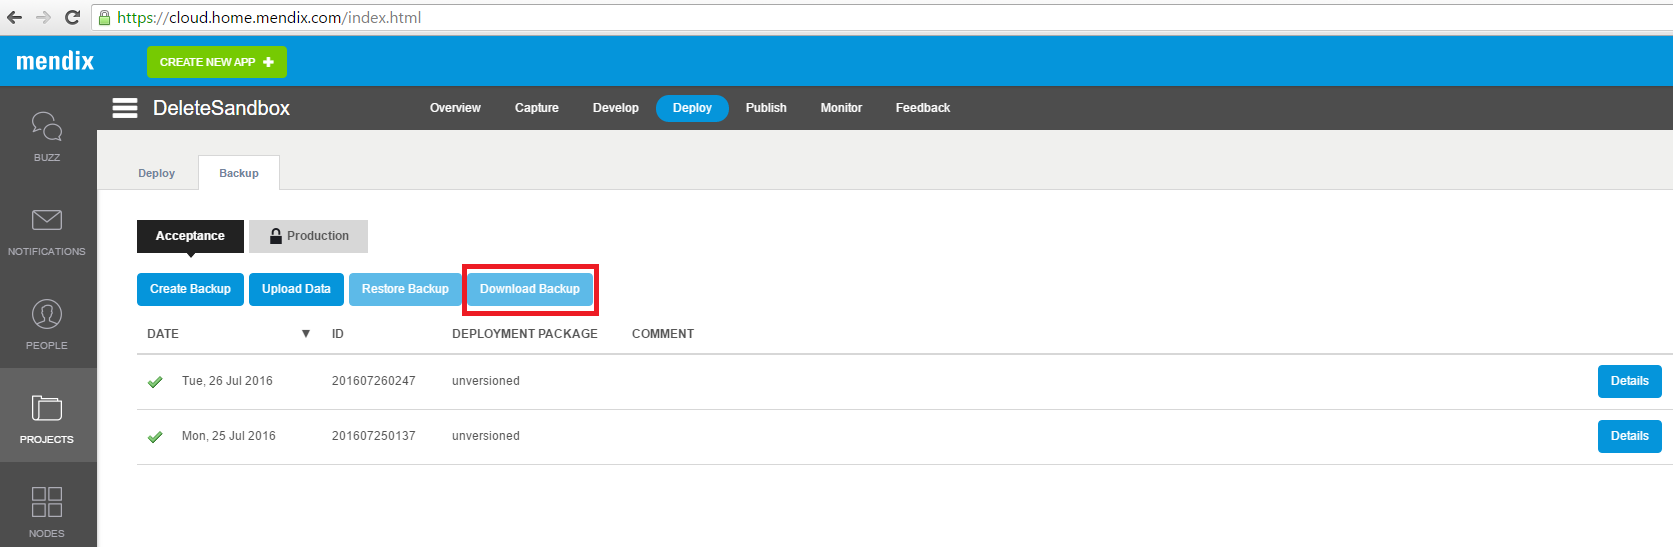 https://cloud.home.mendix.com/index.html
mendix
CREATE NEW APP
DeleteSandbox
Overview Capture Develop Deploy Publish Monitor Feedback
BUZZ
NOTIFICATIONS
PEOPLE
PROJECTS
NODES
Deploy Backup
Acceptance Production
Create Backup Upload Data Restore Backup Download Backup
DATE ID DEPLOYMENT PACKAGE COMMENT
Tue, 26 Jul 2016 201607260247 unversioned Details
Mon, 25 Jul 2016 201607250137 unversioned Details